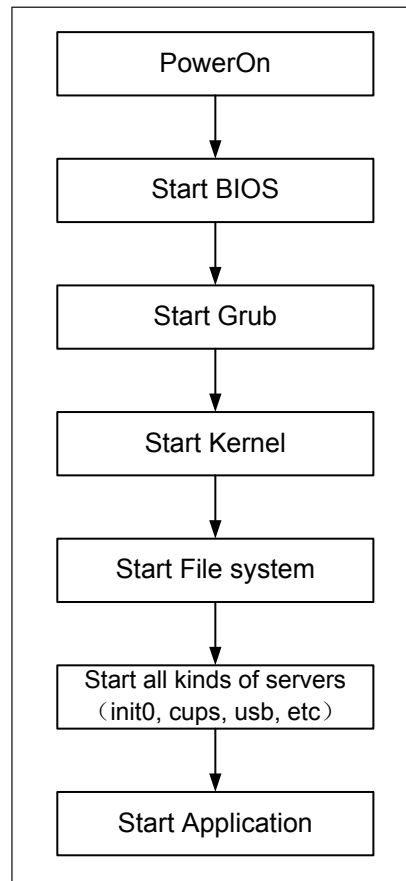 PowerOn
Start BIOS
Start Grub
Start Kernel
Start File system
Start all kinds of servers
（init0, cups, usb, etc）
Start Application